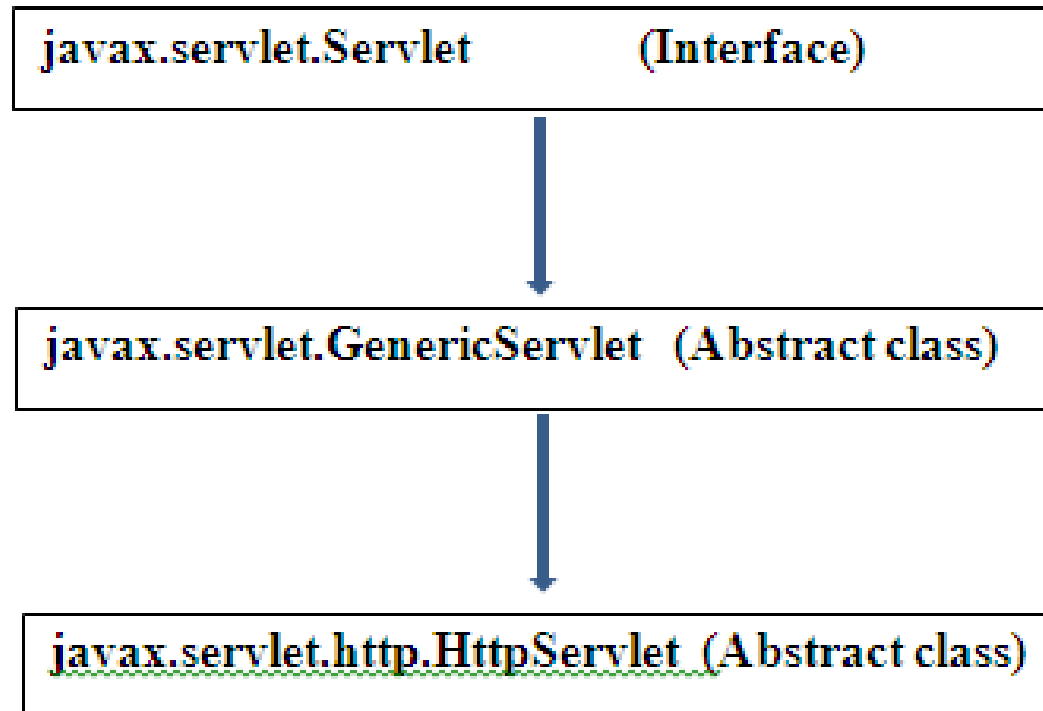 javax.servlet.Servlet (Interface)
javax.servlet.GenericServlet (Abstract class)
javax.servlet.http.HttpServlet (Abstract class)